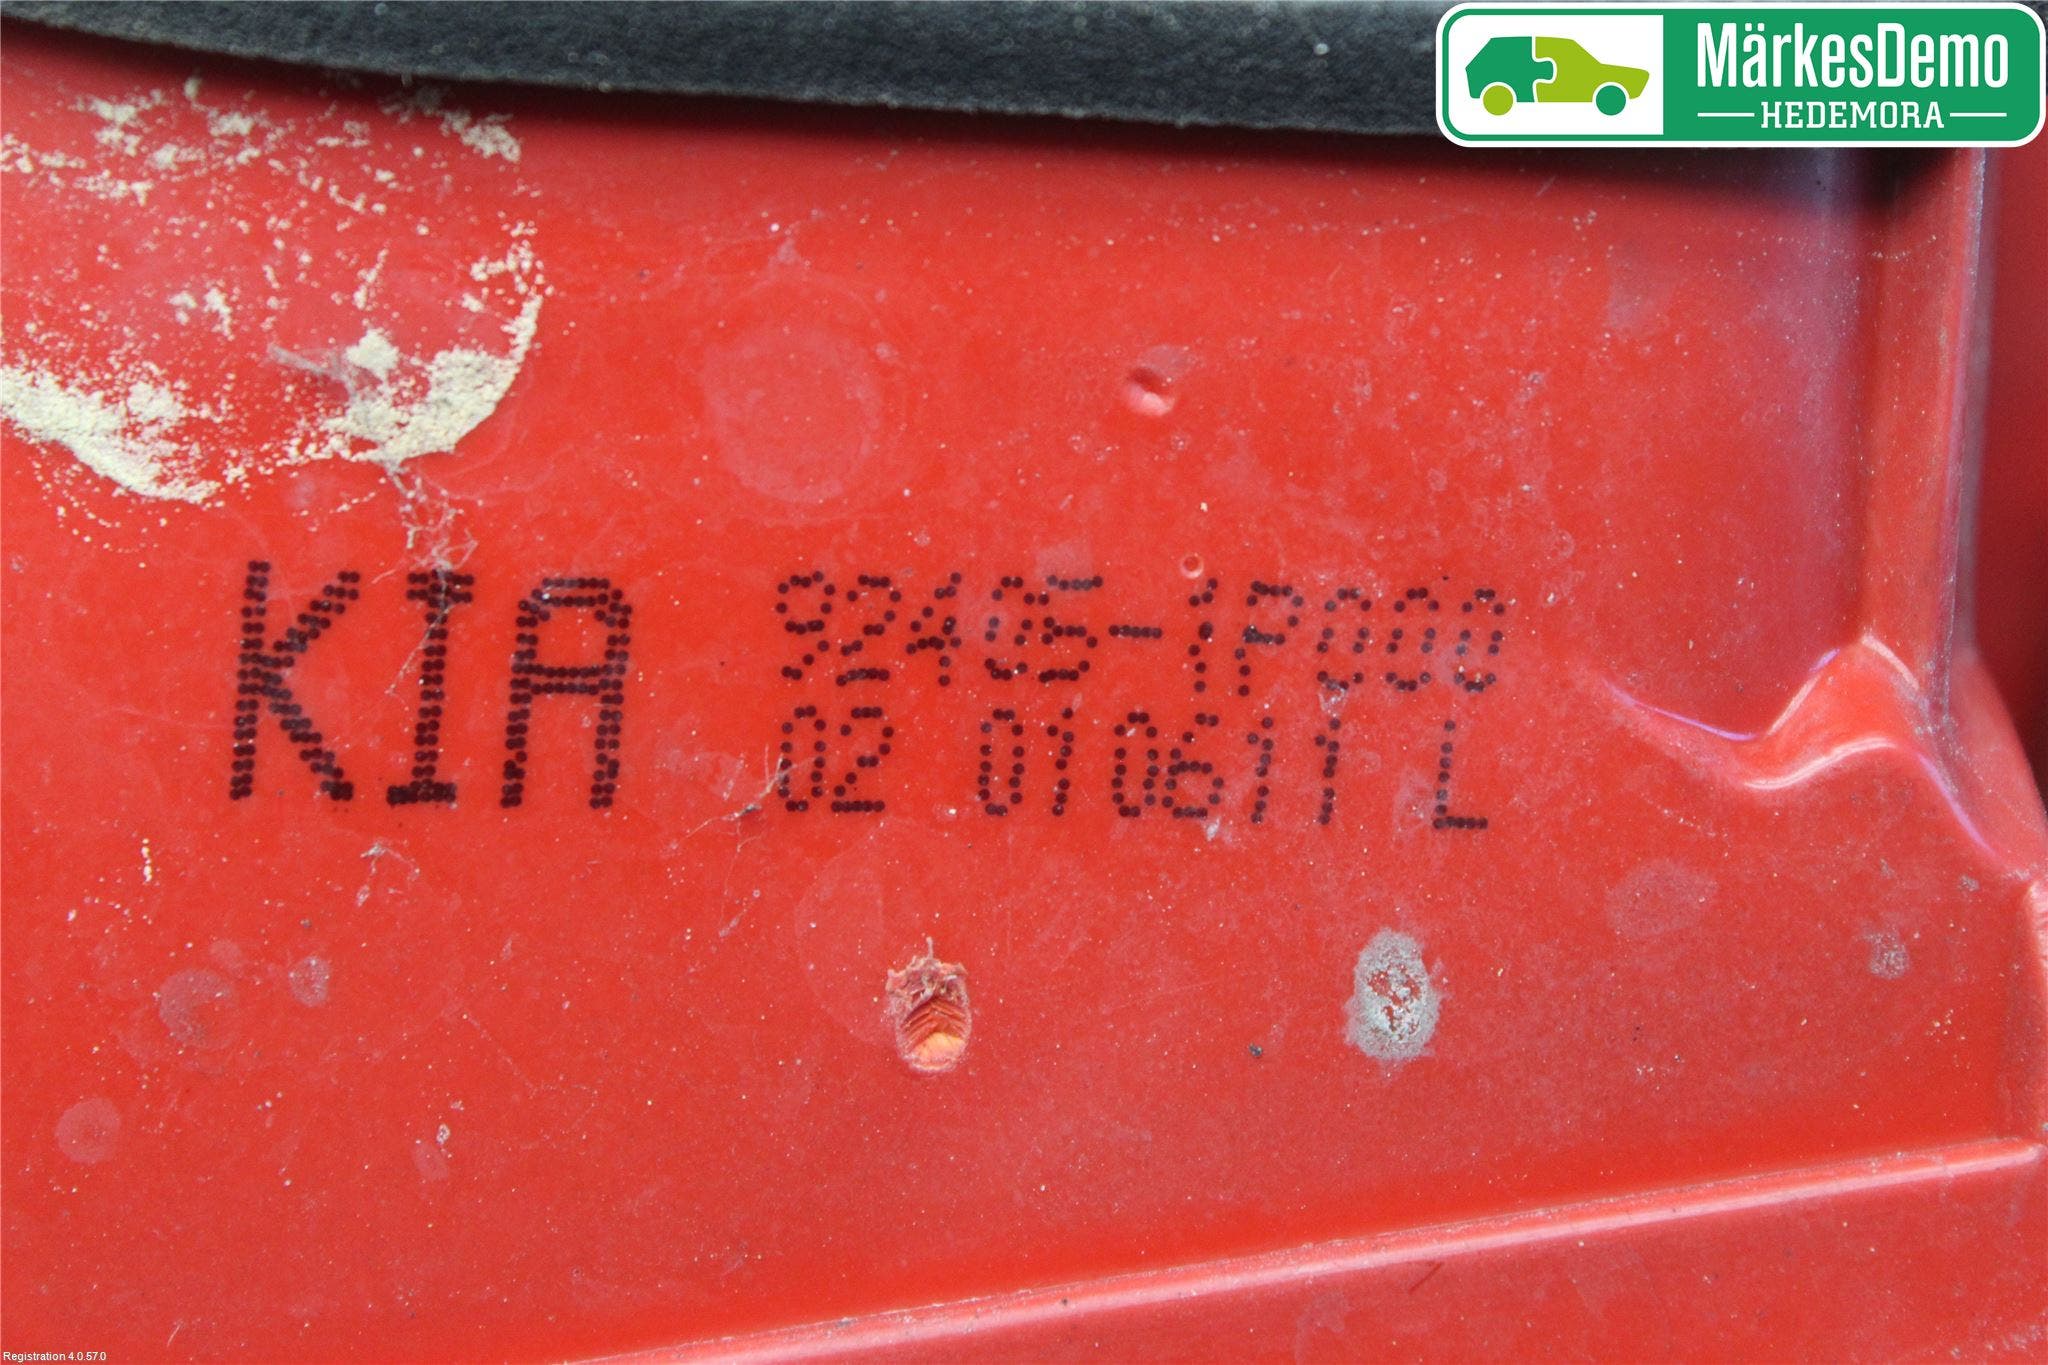 MärkesDemo
HEDEMORA
KIA 92405-1P000
02 010611 L
Registration 4.0.57.0